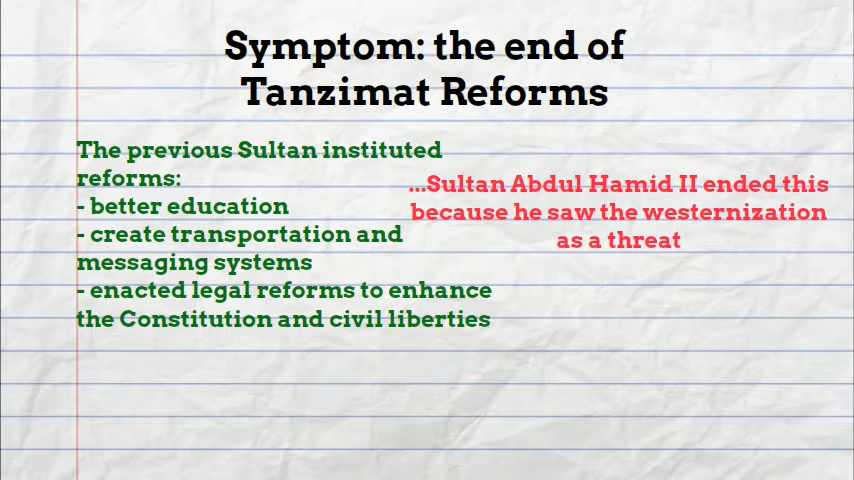 Symptom: the end of
Tanzimat Reforms
The previous Sultan instituted
reforms:
- better education
- create transportation and
messaging systems
- enacted legal reforms to enhance
the Constitution and civil liberties
...Sultan Abdul Hamid II ended this
because he saw the westernization
as a threat